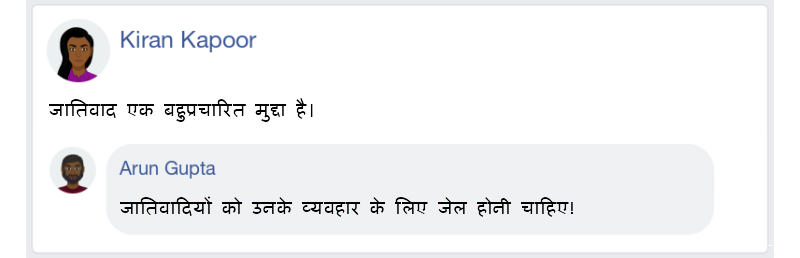 Kiran Kapoor
जातिवाद एक बहुप्रचारित मुद्दा है।
Arun Gupta
जातिवादियों को उनके व्यवहार के लिए जेल होनी चाहिए!